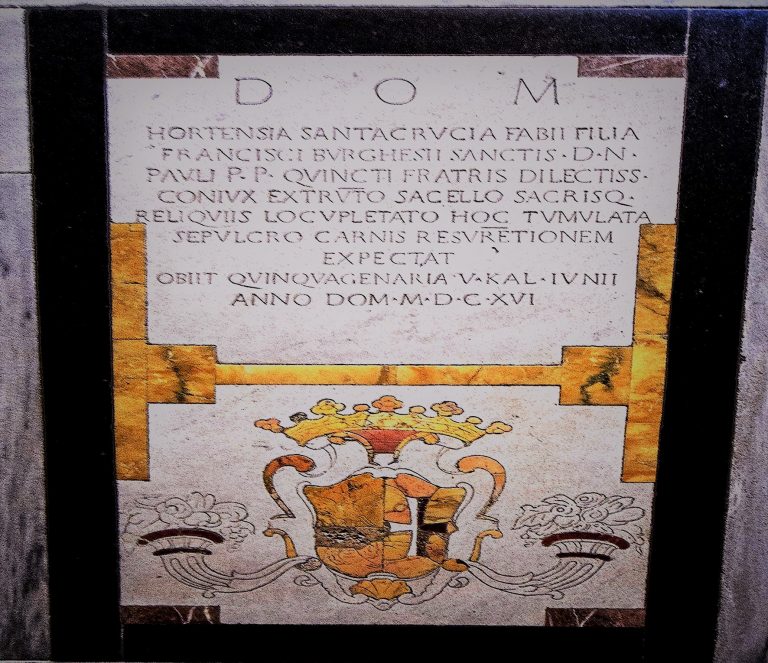 D O M
HORTENSIA SANTACRVCIA FABII FILIA
FRANCISCI BVRGHESII SANCTIS · D · N ·
PAVLI P · P · QVINCTI FRATRIS DILECTISS ·
CONIVX EXTRVTO SACELLO SACRISQ ·
RELIQVIIS LOCVPLETATO HOC TVMVLATA
SEPVLCRO CARNIS RESVRETIONEM
EXPECTAT
OBIIT QVINQVAGENARIA V · KAL · IVNII
ANNO DOM · M · D · C · XVI